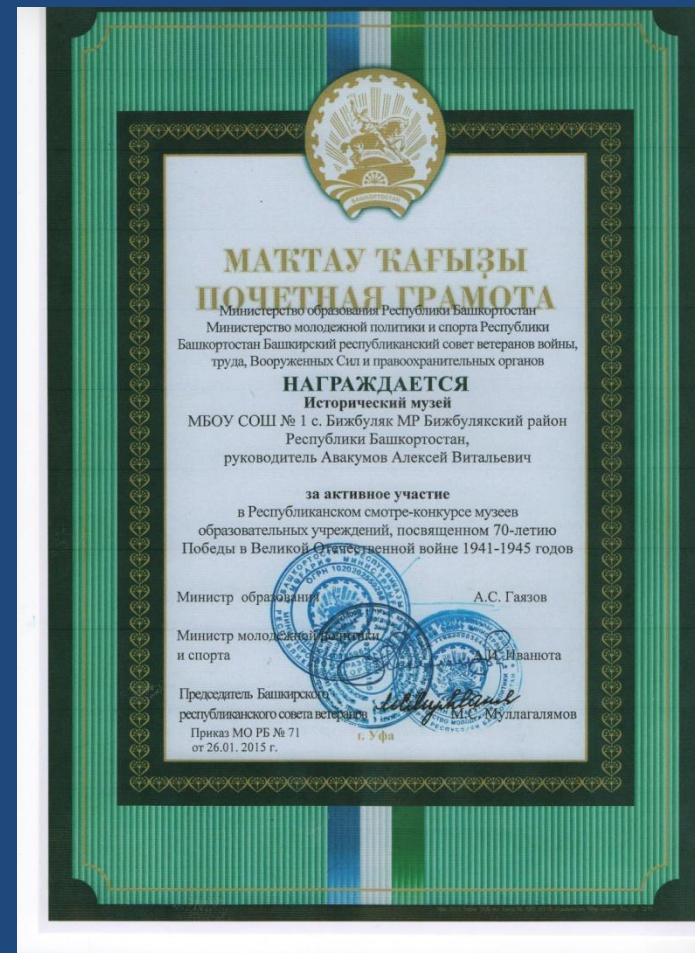 БАШКОРТОСТАН
МАҠТАУ ҠАҒЫҘЫ
ПОЧЕТНАЯ ГРАМОТА
Министерство образования Республики Башкортостан
Министерство молодежной политики и спорта Республики
Башкортостан Башкирский республиканский совет ветеранов войны,
труда, Вооруженных Сил и правоохранительных органов
НАГРАЖДАЕТСЯ
Исторический музей
МБОУ СОШ № 1 с. Бижбуляк МР Бижбулякский район
Республики Башкортостан,
руководитель Авакумов Алексей Витальевич
за активное участие
в Республиканском смотре-конкурсе музеев
образовательных учреждений, посвященном 70-летию
Победы в Великой Отечественной войне 1941-1945 годов
Министр образования А.С. Гаязов
Министр молодежной политики
и спорта А.И. Иванюта
Председатель Башкирского
республиканского совета ветеранов М.С. Муллагалямов
Приказ МО РБ № 71
от 26.01. 2015 г.
г. Уфа